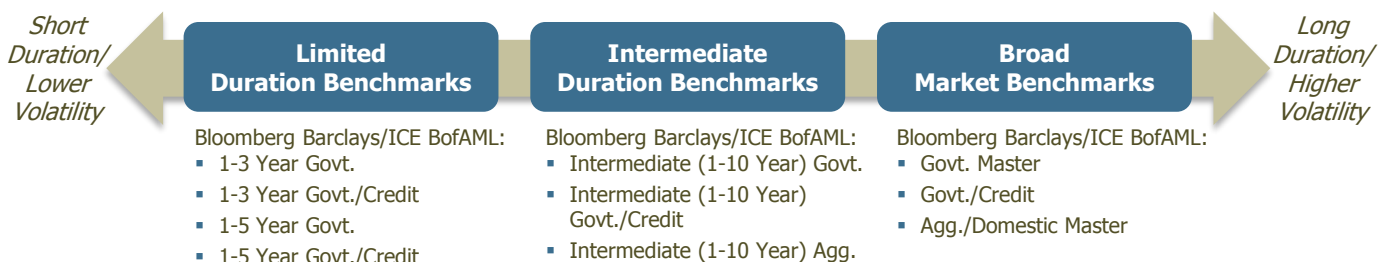 Short
Duration/
Lower
Volatility
Limited
Duration Benchmarks
Intermediate
Duration Benchmarks
Broad
Market Benchmarks
Long
Duration/
Higher
Volatility
Bloomberg Barclays/ICE BofAML:
▪ 1-3 Year Govt.
▪ 1-3 Year Govt./Credit
▪ 1-5 Year Govt.
▪ 1-5 Year Govt./Credit
Bloomberg Barclays/ICE BofAML:
▪ Intermediate (1-10 Year) Govt.
▪ Intermediate (1-10 Year)
Govt./Credit
▪ Intermediate (1-10 Year) Agg.
Bloomberg Barclays/ICE BofAML:
▪ Govt. Master
▪ Govt./Credit
▪ Agg./Domestic Master